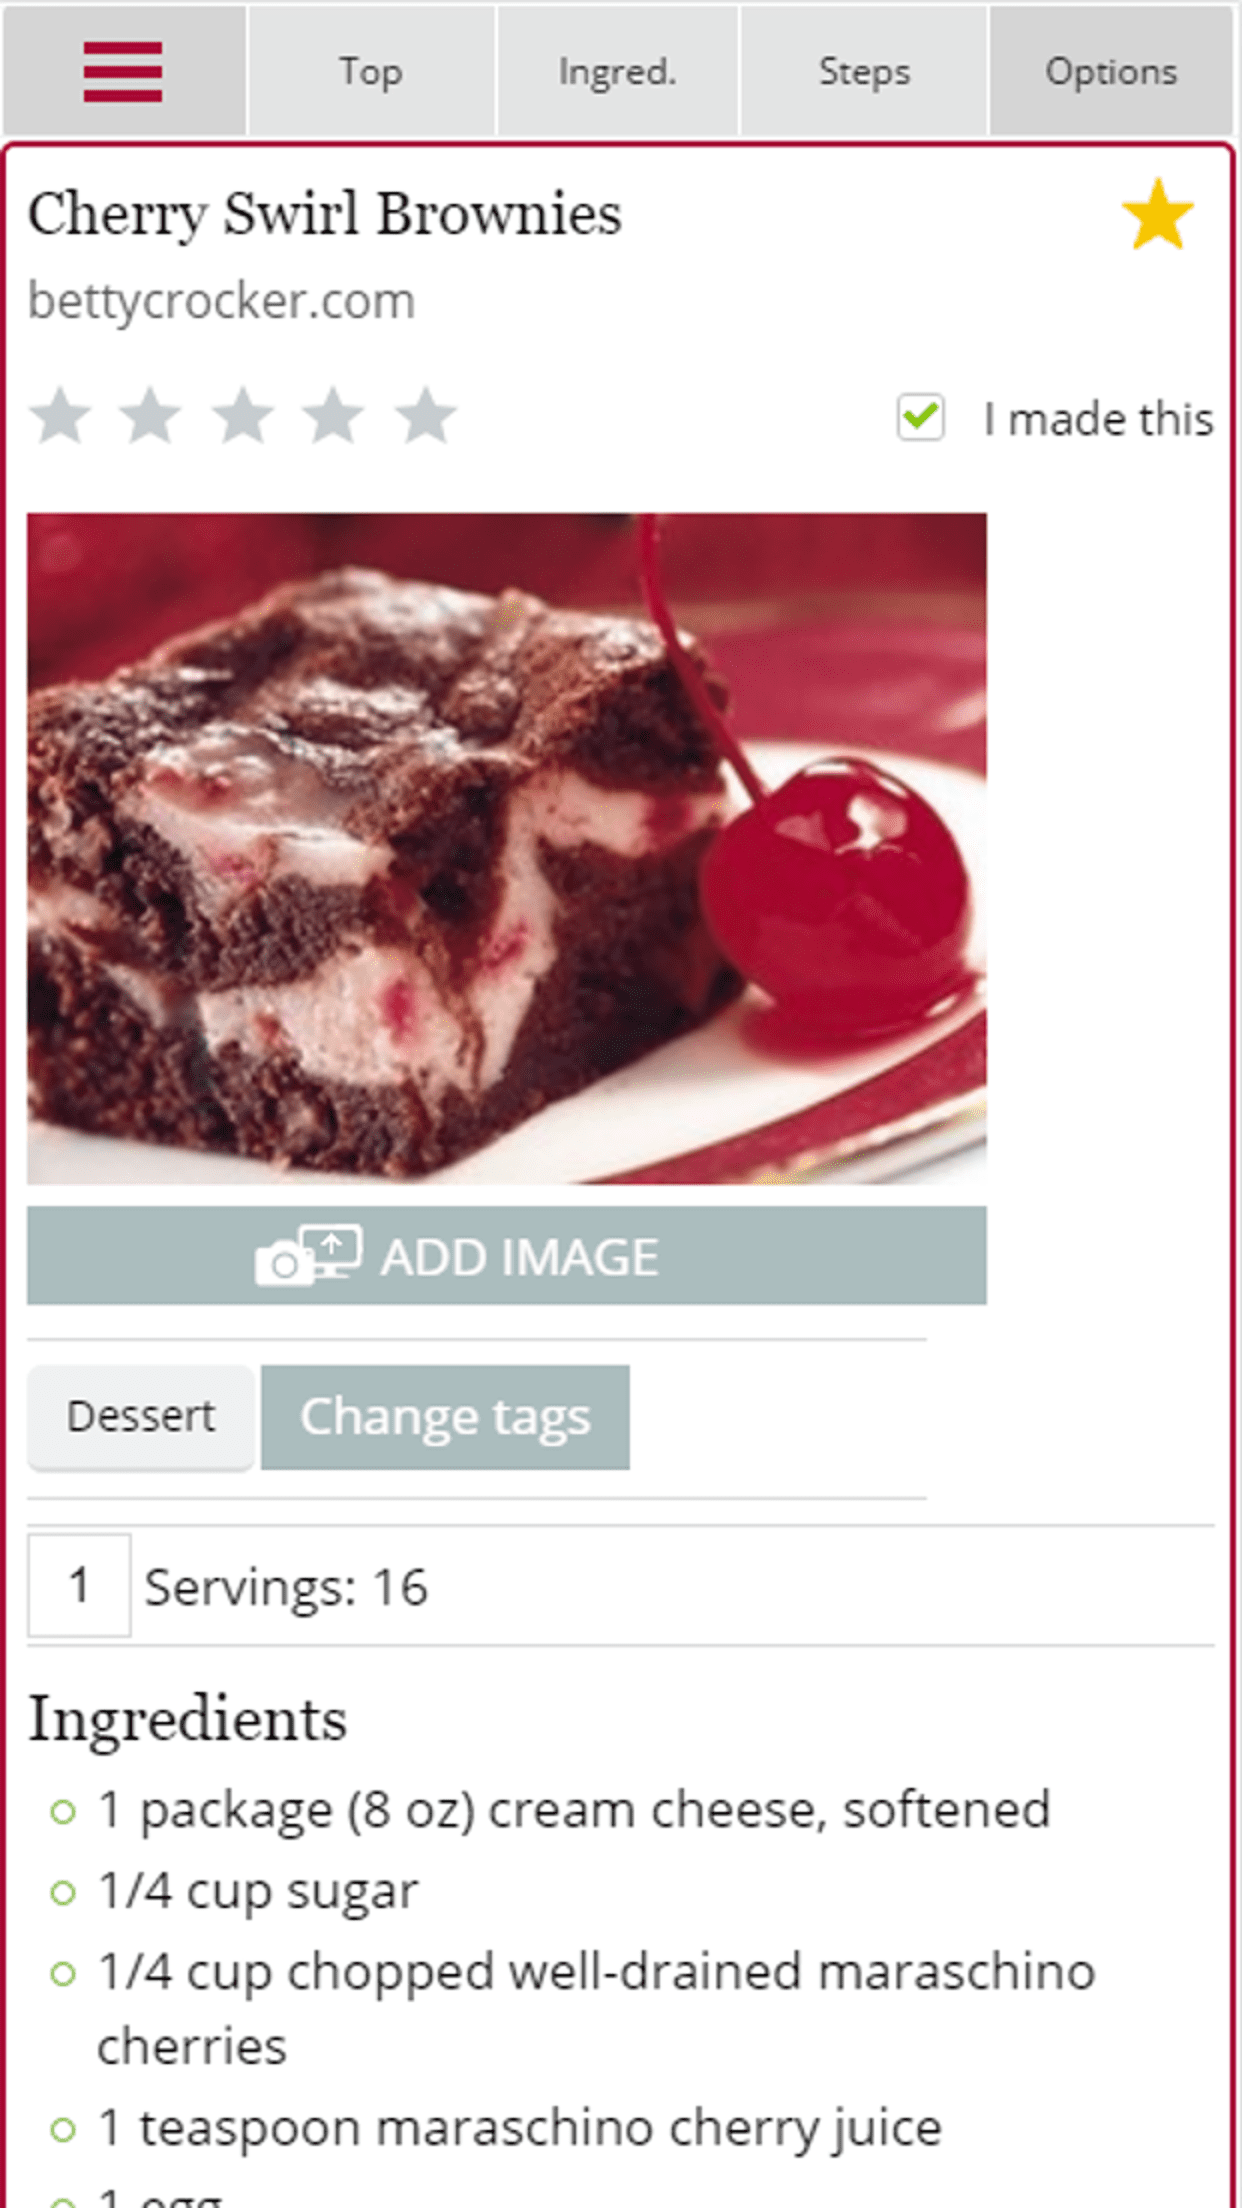 Top Ingred. Steps Options
Cherry Swirl Brownies
bettycrocker.com
I made this
ADD IMAGE
Dessert Change tags
1 Servings: 16
Ingredients
1 package (8 oz) cream cheese, softened
1/4 cup sugar
1/4 cup chopped well-drained maraschino
cherries
1 teaspoon maraschino cherry juice
1 egg